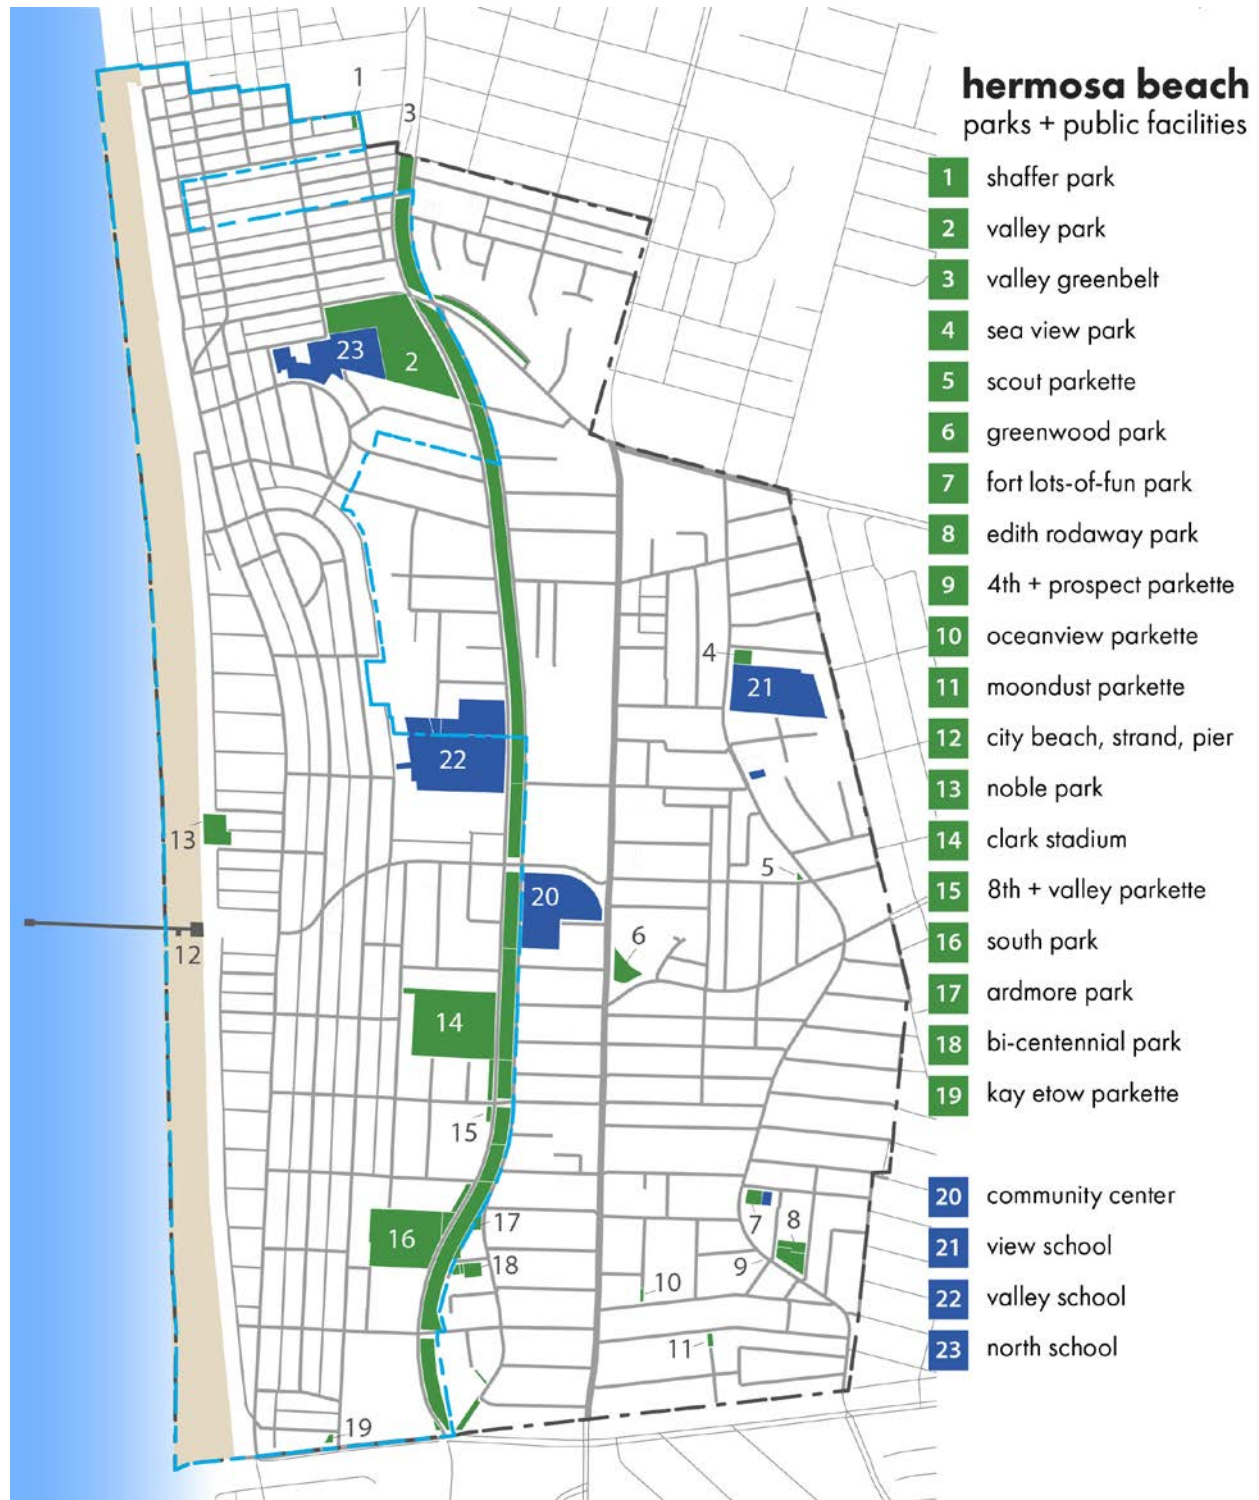 hermosa beach
parks + public facilities
1 shaffer park
2 valley park
3 valley greenbelt
4 sea view park
5 scout parkette
6 greenwood park
7 fort lots-of-fun park
8 edith rodaway park
9 4th + prospect parkette
10 oceanview parkette
11 moondust parkette
12 city beach, strand, pier
13 noble park
14 clark stadium
15 8th + valley parkette
16 south park
17 ardmore park
18 bi-centennial park
19 kay etow parkette
20 community center
21 view school
22 valley school
23 north school
1
3
23
2
4
21
22
13
5
20
6
12
14
15
7
8
17
16
9
18
10
11
19